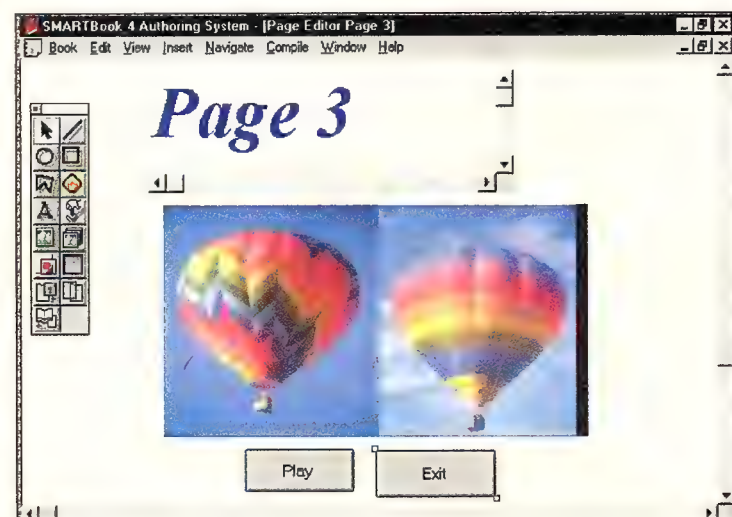 SMARTBook 4 Authoring System - [Page Editor Page 3]
Book Edit View Insert Navigate Compile Window Help
Page 3
Play
Exit